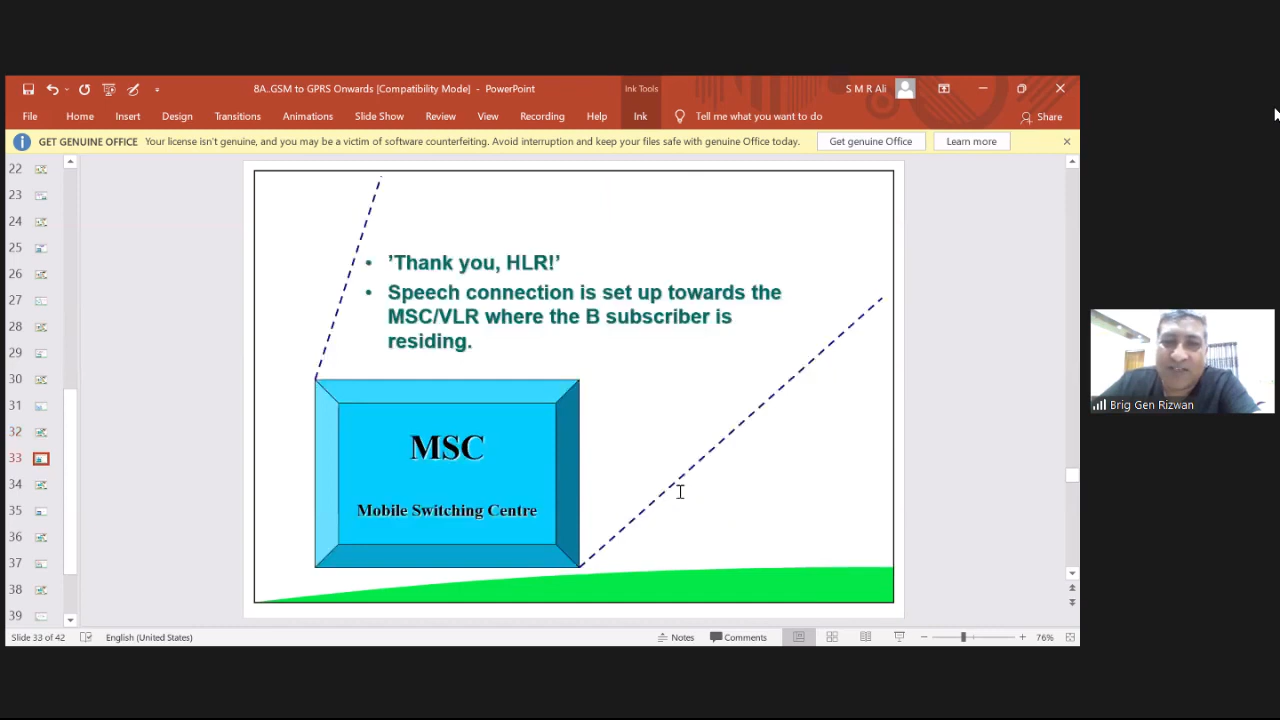 8A..GSM to GPRS Onwards [Compatibility Mode] - PowerPoint
Ink Tools
S M R Ali
File Home Insert Design Transitions Animations Slide Show Review View Recording Help Ink Tell me what you want to do Share
GET GENUINE OFFICE Your license isn't genuine, and you may be a victim of software counterfeiting. Avoid interruption and keep your files safe with genuine Office today. Get genuine Office Learn more
22
23
24
25
26
27
28
29
30
31
32
33
34
35
36
37
38
39
• ’Thank you, HLR!’
• Speech connection is set up towards the
MSC/VLR where the B subscriber is
residing.
MSC
Mobile Switching Centre
Brig Gen Rizwan
Slide 33 of 42 English (United States) Notes Comments 76%